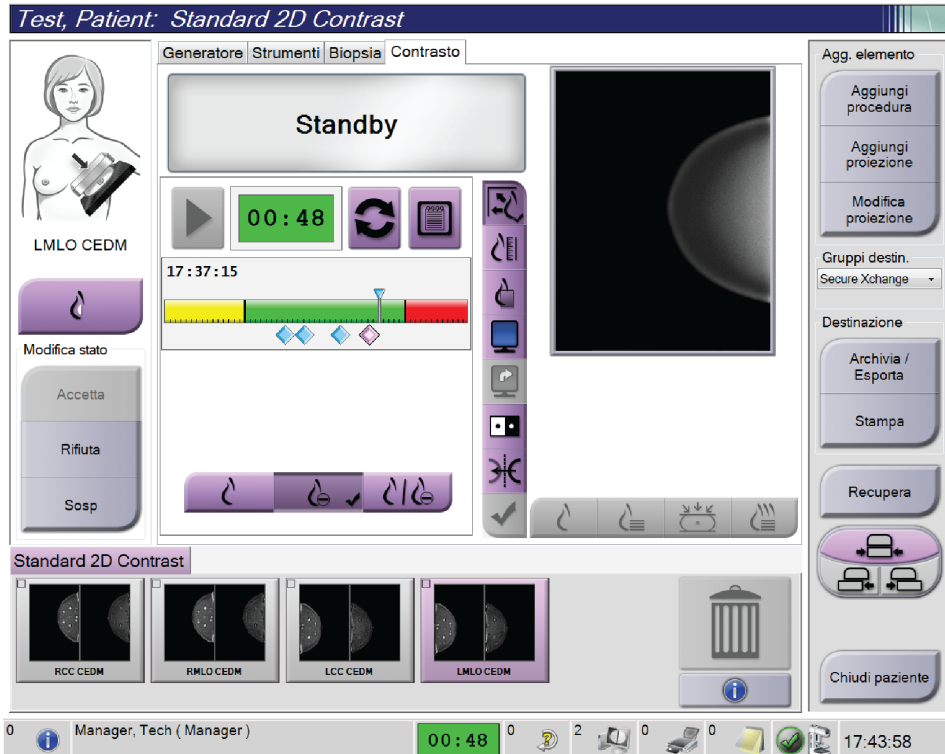 Test, Patient: Standard 2D Contrast
Generatore Strumenti Biopsia Contrasto
Standby
00:48
17:37:15
LMLO CEDM
Modifica stato
Accetta
Rifiuta
Sosp
Agg. elemento
Aggiungi
procedura
Aggiungi
proiezione
Modifica
proiezione
Gruppi destin.
Secure Xchange
Destinazione
Archivia /
Esporta
Stampa
Recupera
Chiudi paziente
Standard 2D Contrast
RCC CEDM
RMLO CEDM
LCC CEDM
LMLO CEDM
0 Manager, Tech ( Manager ) 00:48 0 2 0 0 17:43:58